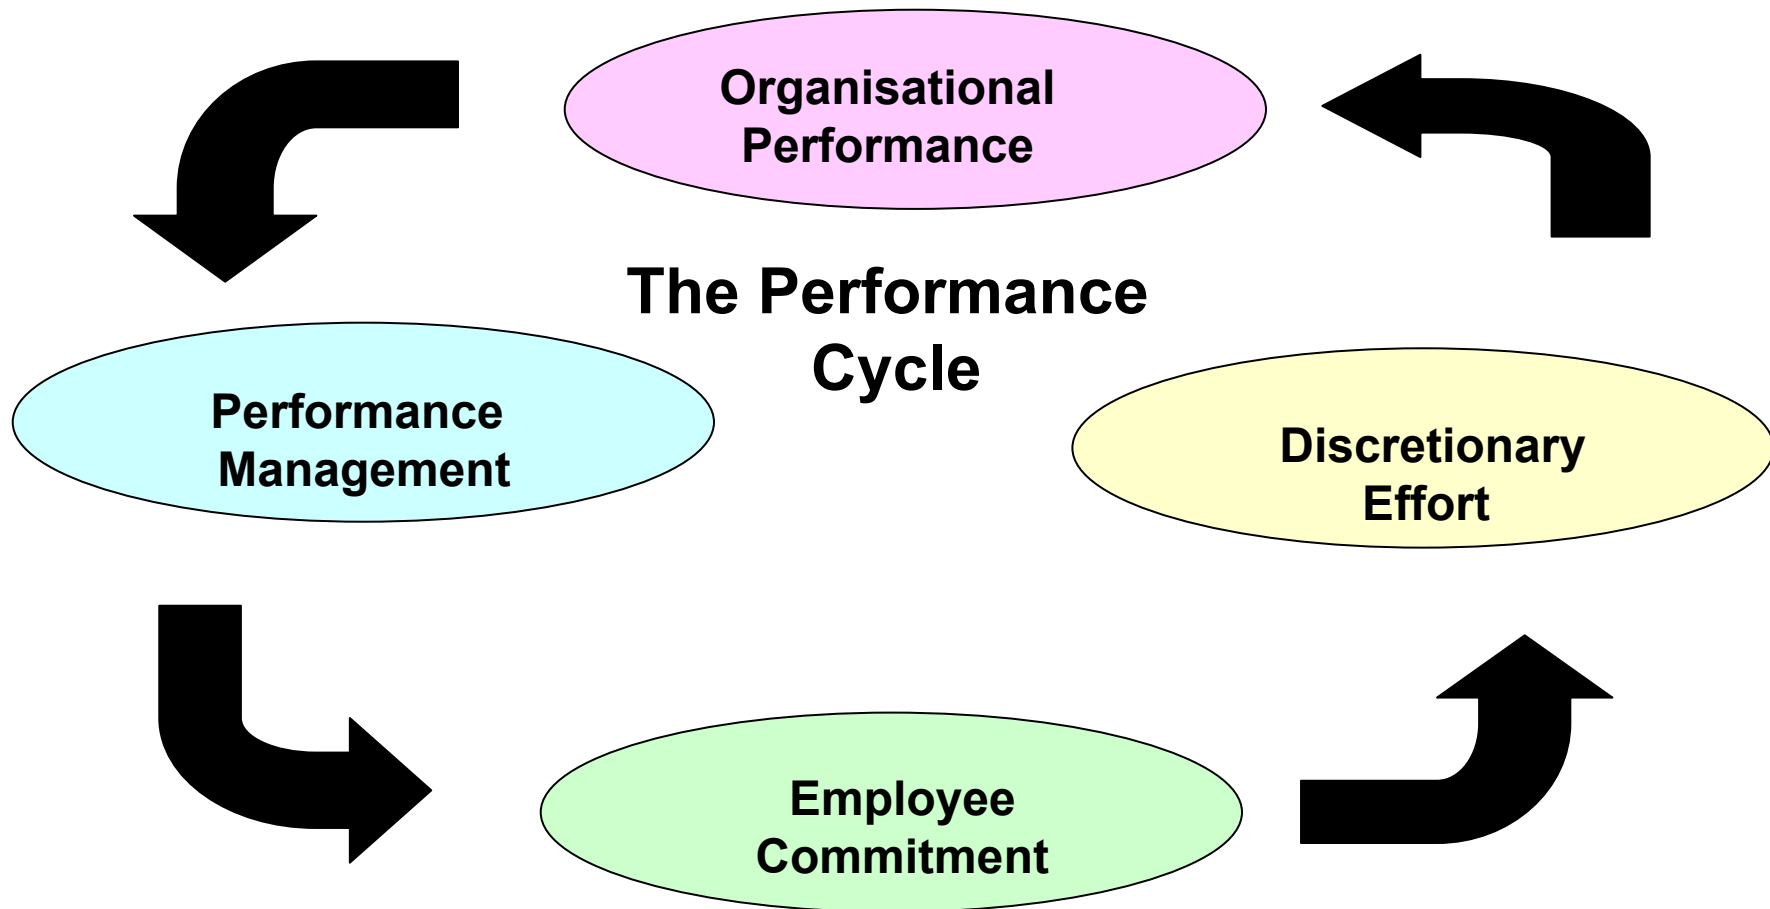 Organisational
Performance
The Performance
Cycle
Performance
Management
Discretionary
Effort
Employee
Commitment